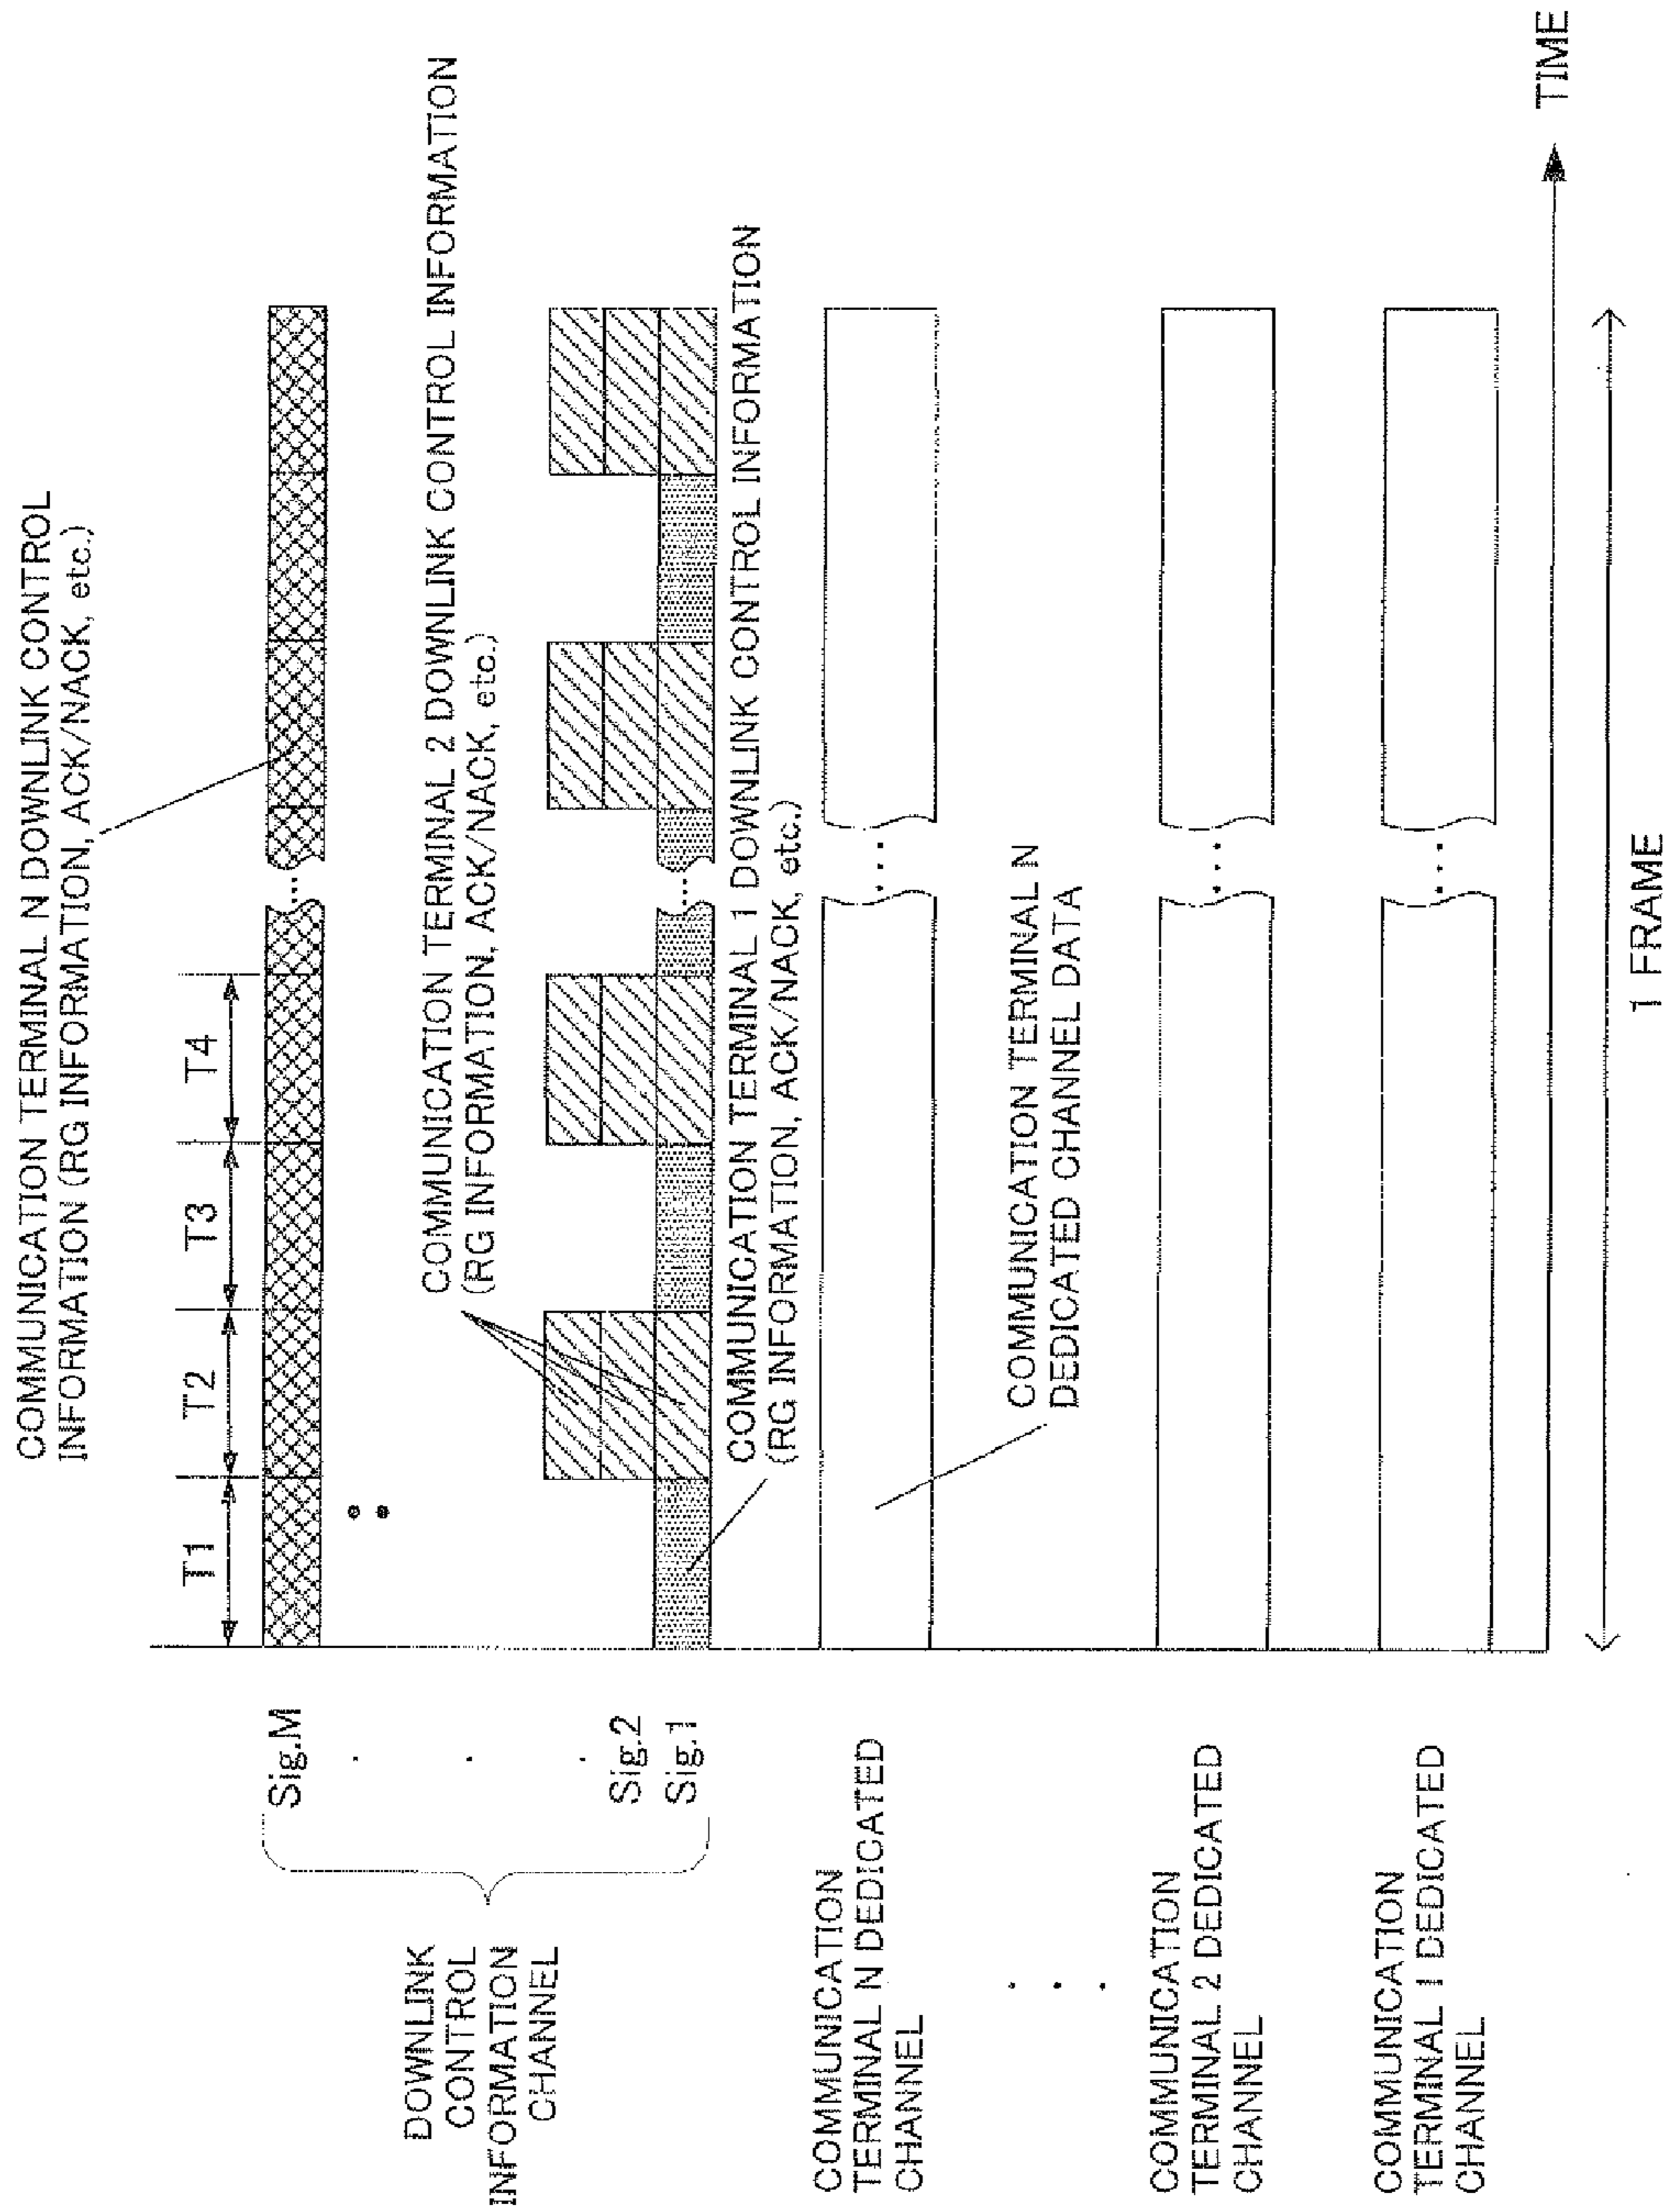 COMMUNICATION TERMINAL N DOWNLINK CONTROL
INFORMATION (RG INFORMATION, ACK/NACK, etc.)
T1
T2
T3
T4
DOWNLINK
CONTROL
INFORMATION
CHANNEL
Sig.M
Sig.2
Sig.1
COMMUNICATION TERMINAL 2 DOWNLINK CONTROL INFORMATION
(RG INFORMATION, ACK/NACK, etc.)
COMMUNICATION TERMINAL 1 DOWNLINK CONTROL INFORMATION
(RG INFORMATION, ACK/NACK, etc.)
COMMUNICATION
TERMINAL N DEDICATED
CHANNEL
COMMUNICATION TERMINAL N
DEDICATED CHANNEL DATA
COMMUNICATION
TERMINAL 2 DEDICATED
CHANNEL
COMMUNICATION
TERMINAL 1 DEDICATED
CHANNEL
TIME
1 FRAME